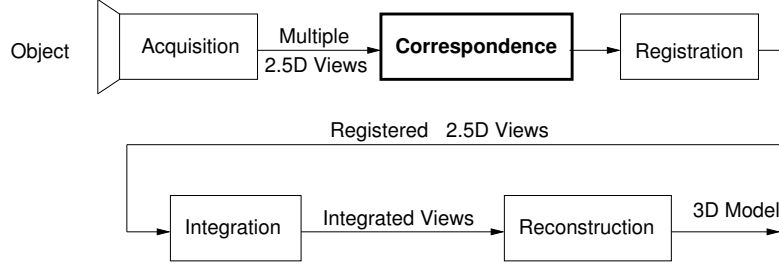 Object
Acquisition
Multiple
2.5D Views
Correspondence
Registration
Registered 2.5D Views
Integration
Integrated Views
Reconstruction
3D Model